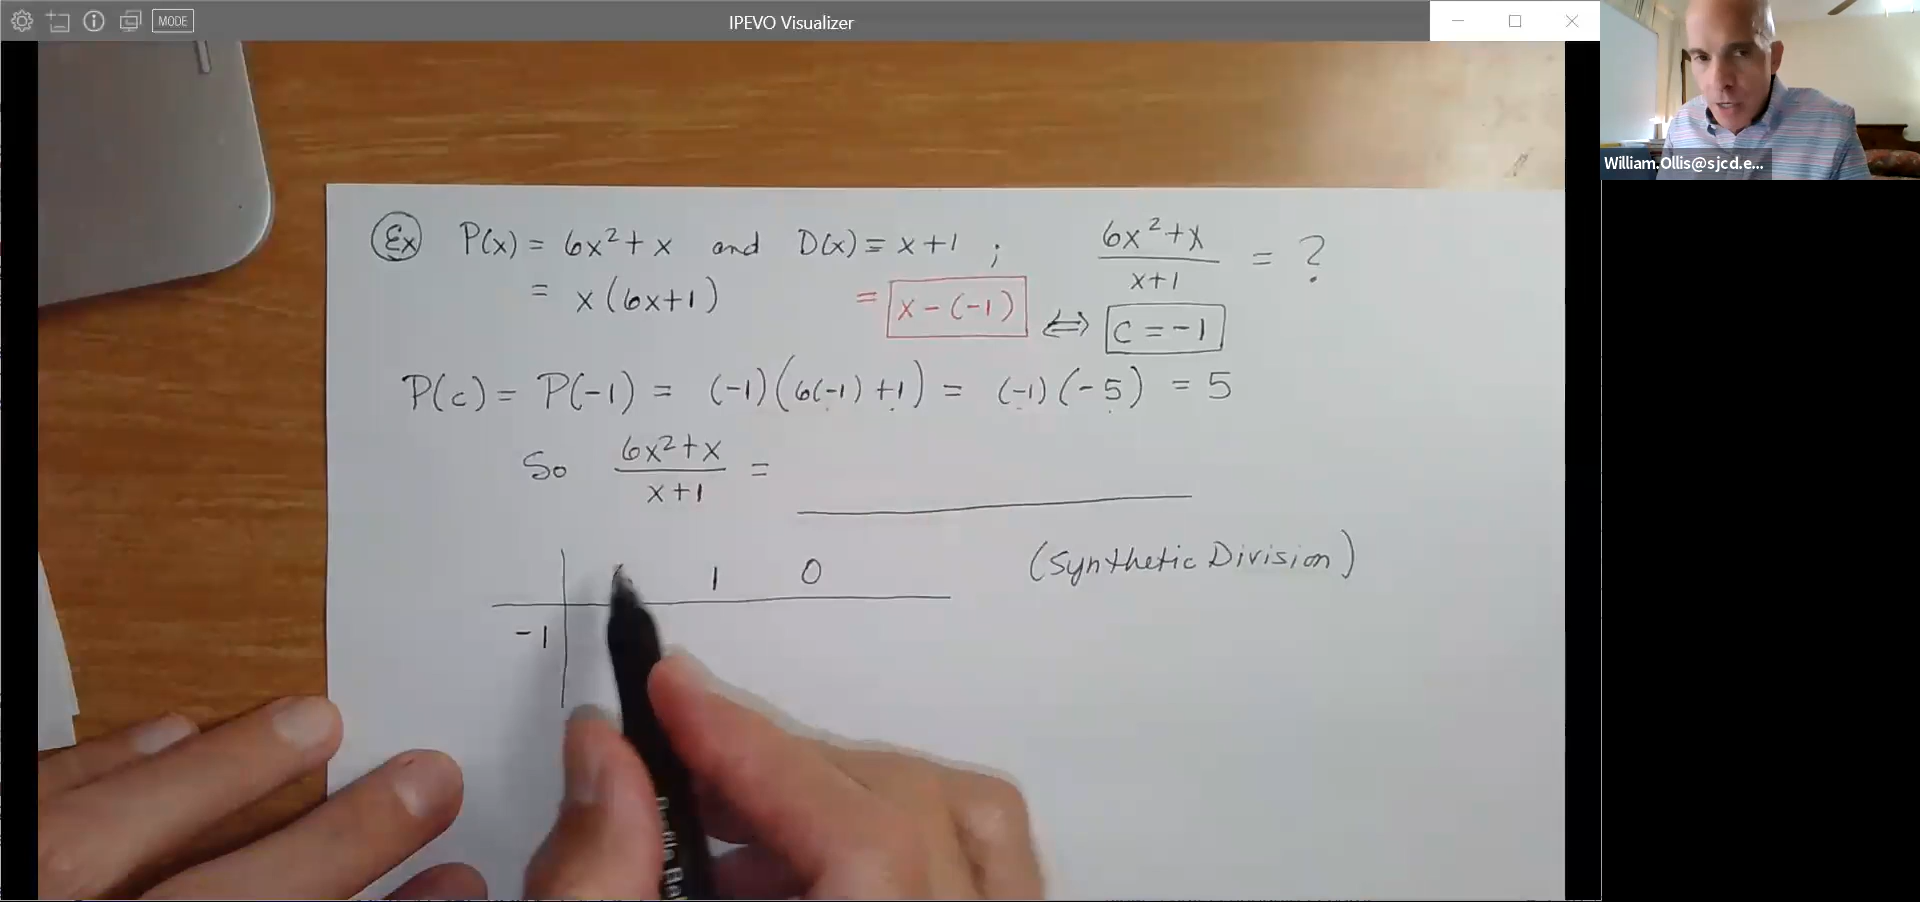 MODE
IPEVO Visualizer
William.Ollis@sjcd.e...
Ex P(x) = 6x² + x and D(x) = x+1 ; (6x²+x)/(x+1) = ?
= x(6x+1) = x-(-1) ⟺ C = -1
P(c) = P(-1) = (-1)(6(-1)+1) = (-1)(-5) = 5
So (6x²+x)/(x+1) =
1 0 (Synthetic Division)
-1